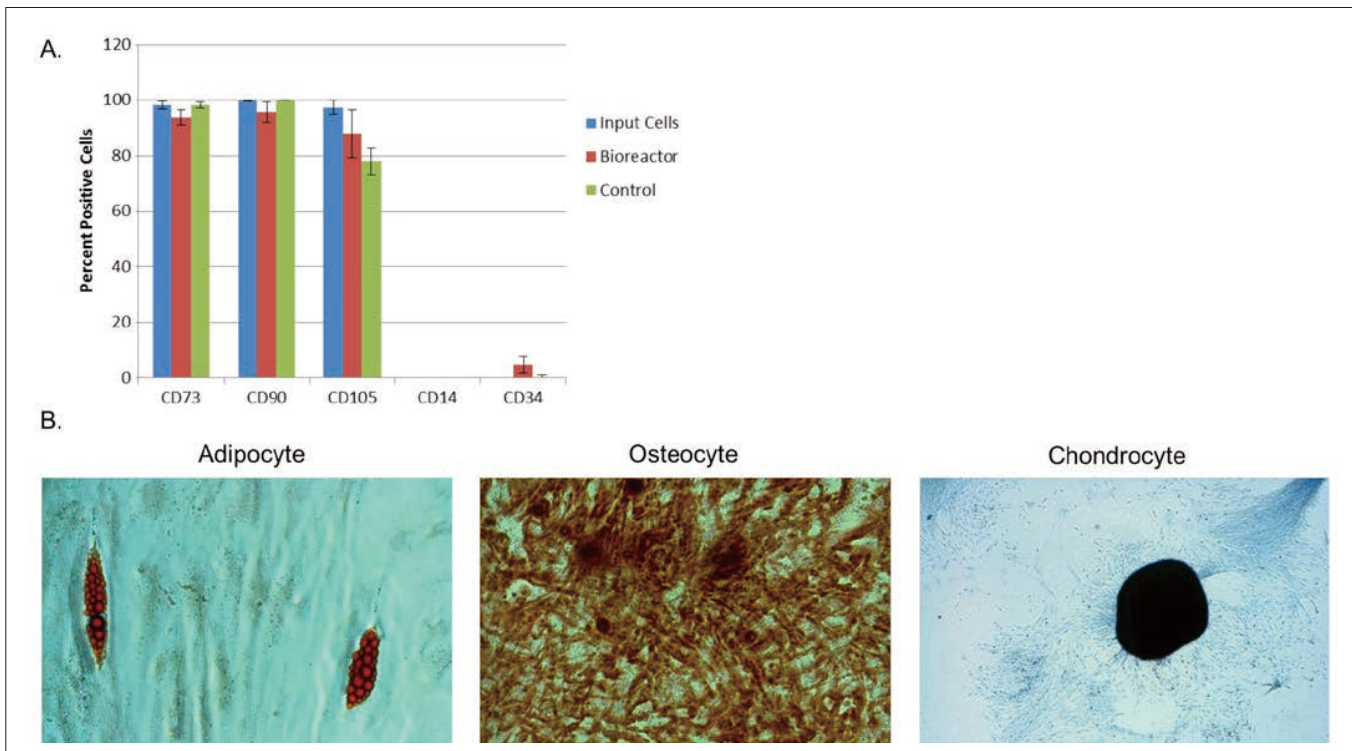 A.
120
100
80
60
40
20
0
Percent Positive Cells
CD73 CD90 CD105 CD14 CD34
Input Cells
Bioreactor
Control
B.
Adipocyte Osteocyte Chondrocyte